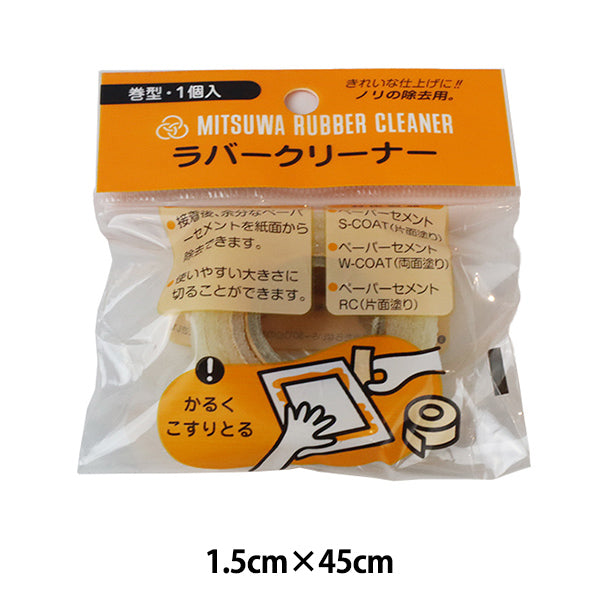 巻型・1個入
きれいな仕上げに!!
ノリの除去用。
MITSUWA RUBBER CLEANER
ラバークリーナー
接着後、余分なペーパ
ーセメントを紙面から
除去できます。
使いやすい大きさに
切ることができます。
ペーパーセメント
S-COAT(片面塗り)
ペーパーセメント
W-COAT(両面塗り)
ペーパーセメント
RC(片面塗り)
かるく
こすりとる
1.5cm×45cm